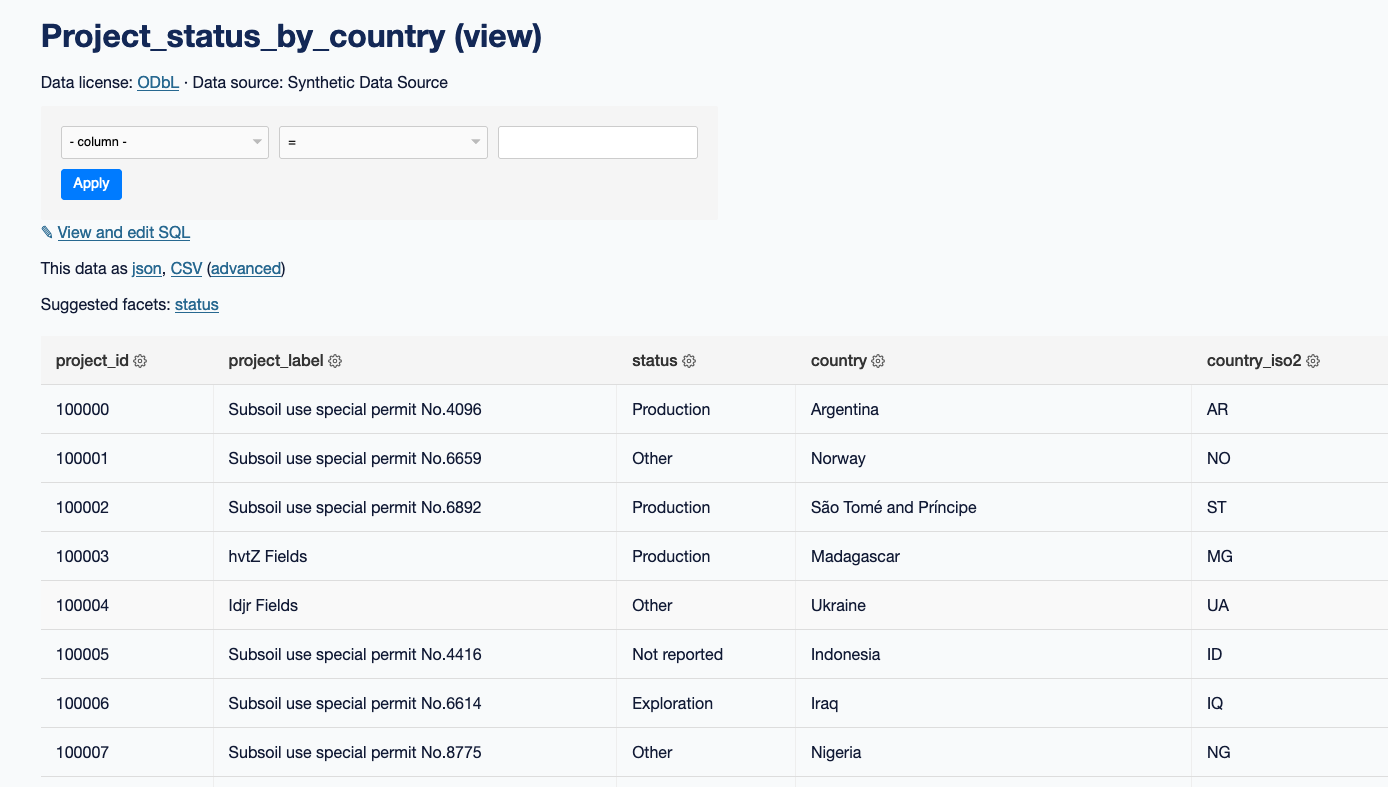 Project_status_by_country (view)
Data license: ODbL · Data source: Synthetic Data Source
- column - =
Apply
✎ View and edit SQL
This data as json, CSV (advanced)
Suggested facets: status
project_id project_label status country country_iso2
100000 Subsoil use special permit No.4096 Production Argentina AR
100001 Subsoil use special permit No.6659 Other Norway NO
100002 Subsoil use special permit No.6892 Production São Tomé and Príncipe ST
100003 hvtZ Fields Production Madagascar MG
100004 Idjr Fields Other Ukraine UA
100005 Subsoil use special permit No.4416 Not reported Indonesia ID
100006 Subsoil use special permit No.6614 Exploration Iraq IQ
100007 Subsoil use special permit No.8775 Other Nigeria NG